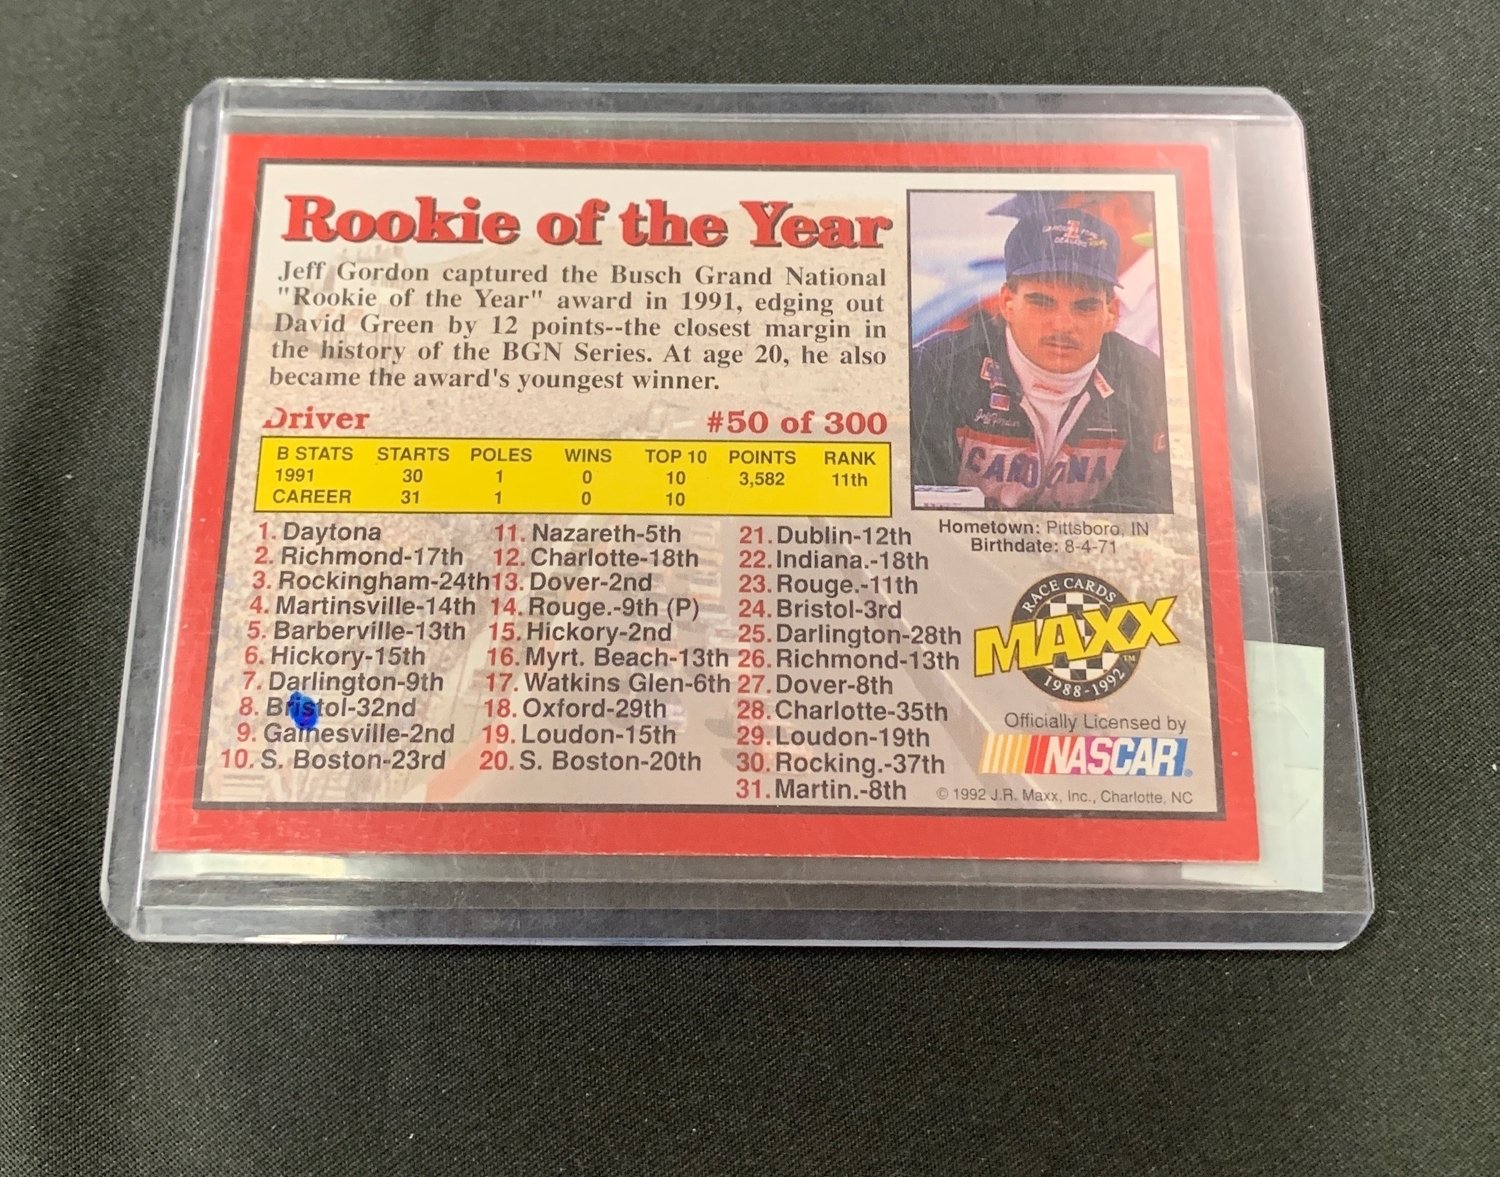 Rookie of the Year
Jeff Gordon captured the Busch Grand National
"Rookie of the Year" award in 1991, edging out
David Green by 12 points--the closest margin in
the history of the BGN Series. At age 20, he also
became the award's youngest winner.
Driver #50 of 300
B STATS STARTS POLES WINS TOP 10 POINTS RANK
1991 30 1 0 10 3,582 11th
CAREER 31 1 0 10
1. Daytona
2. Richmond-17th
3. Rockingham-24th
4. Martinsville-14th
5. Barberville-13th
6. Hickory-15th
7. Darlington-9th
8. Bristol-32nd
9. Gainesville-2nd
10. S. Boston-23rd
11. Nazareth-5th
12. Charlotte-18th
13. Dover-2nd
14. Rouge.-9th (P)
15. Hickory-2nd
16. Myrt. Beach-13th
17. Watkins Glen-6th
18. Oxford-29th
19. Loudon-15th
20. S. Boston-20th
21. Dublin-12th
22. Indiana.-18th
23. Rouge.-11th
24. Bristol-3rd
25. Darlington-28th
26. Richmond-13th
27. Dover-8th
28. Charlotte-35th
29. Loudon-19th
30. Rocking.-37th
31. Martin.-8th
Jeff Gordon
CAROLINA
Hometown: Pittsboro, IN
Birthdate: 8-4-71
RACE CARDS
MAXX
TM
1988-1992
Officially Licensed by
NASCAR®
© 1992 J.R. Maxx, Inc., Charlotte, NC